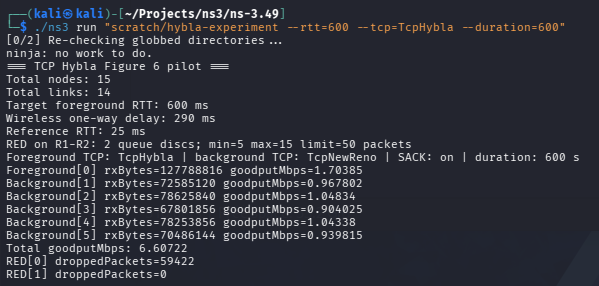 ┌──(kali㉿kali)-[~/Projects/ns3/ns-3.49]
└─$ ./ns3 run "scratch/hybla-experiment --rtt=600 --tcp=TcpHybla --duration=600"
[0/2] Re-checking globbed directories...
ninja: no work to do.
=== TCP Hybla Figure 6 pilot ===
Total nodes: 15
Total links: 14
Target foreground RTT: 600 ms
Wireless one-way delay: 290 ms
Reference RTT: 25 ms
RED on R1-R2: 2 queue discs; min=5 max=15 limit=50 packets
Foreground TCP: TcpHybla | background TCP: TcpNewReno | SACK: on | duration: 600 s
Foreground[0] rxBytes=127788816 goodputMbps=1.70385
Background[1] rxBytes=72585120 goodputMbps=0.967802
Background[2] rxBytes=78625840 goodputMbps=1.04834
Background[3] rxBytes=67801856 goodputMbps=0.904025
Background[4] rxBytes=78253856 goodputMbps=1.04338
Background[5] rxBytes=70486144 goodputMbps=0.939815
Total goodputMbps: 6.60722
RED[0] droppedPackets=59422
RED[1] droppedPackets=0